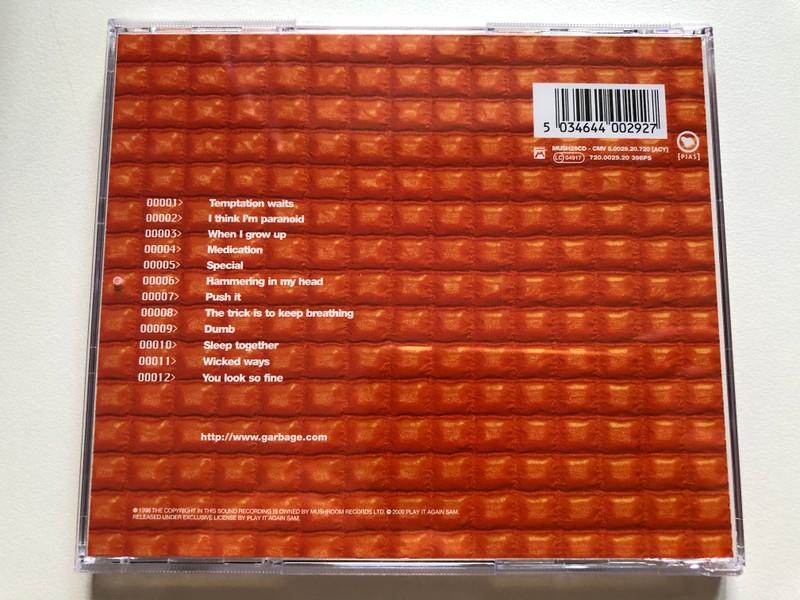 5 034644 002927
MUSH29CD - CMV 5.0029.20.720 [ACY]
LC 04917 720.0029.20 398PS
[PIAS]
00001> Temptation waits
00002> I think I'm paranoid
00003> When I grow up
00004> Medication
00005> Special
00006> Hammering in my head
00007> Push it
00008> The trick is to keep breathing
00009> Dumb
00010> Sleep together
00011> Wicked ways
00012> You look so fine
http://www.garbage.com
℗ 1998 THE COPYRIGHT IN THIS SOUND RECORDING IS OWNED BY MUSHROOM RECORDS LTD. © 2000 PLAY IT AGAIN SAM.
RELEASED UNDER EXCLUSIVE LICENSE BY PLAY IT AGAIN SAM.